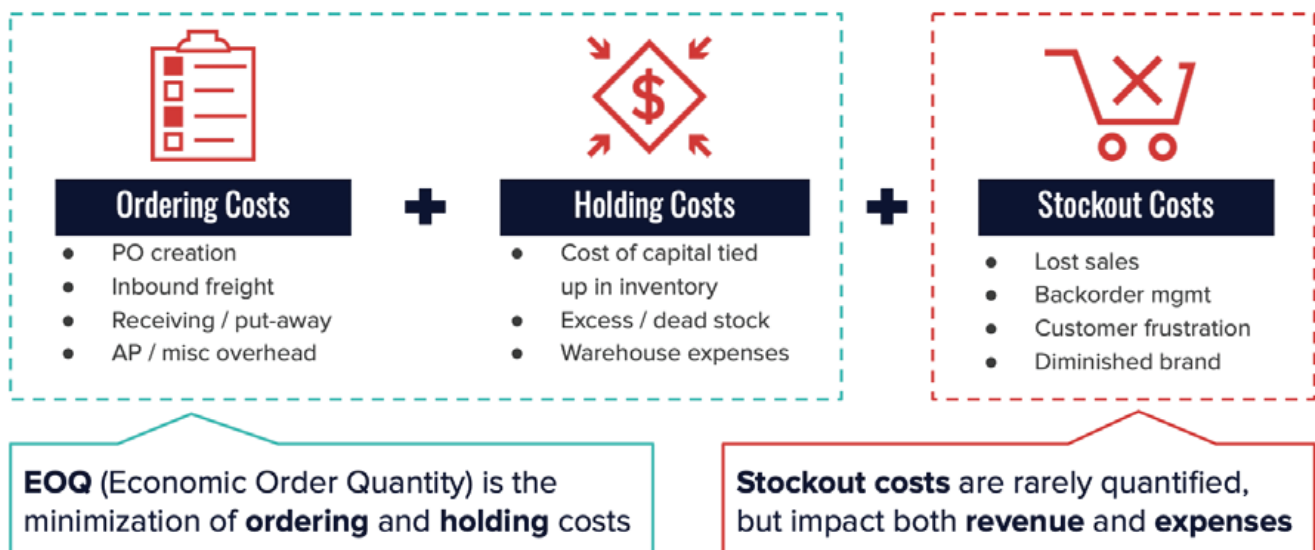 Ordering Costs
● PO creation
● Inbound freight
● Receiving / put-away
● AP / misc overhead
+
$
Holding Costs
● Cost of capital tied
up in inventory
● Excess / dead stock
● Warehouse expenses
+
Stockout Costs
● Lost sales
● Backorder mgmt
● Customer frustration
● Diminished brand
EOQ (Economic Order Quantity) is the
minimization of ordering and holding costs
Stockout costs are rarely quantified,
but impact both revenue and expenses